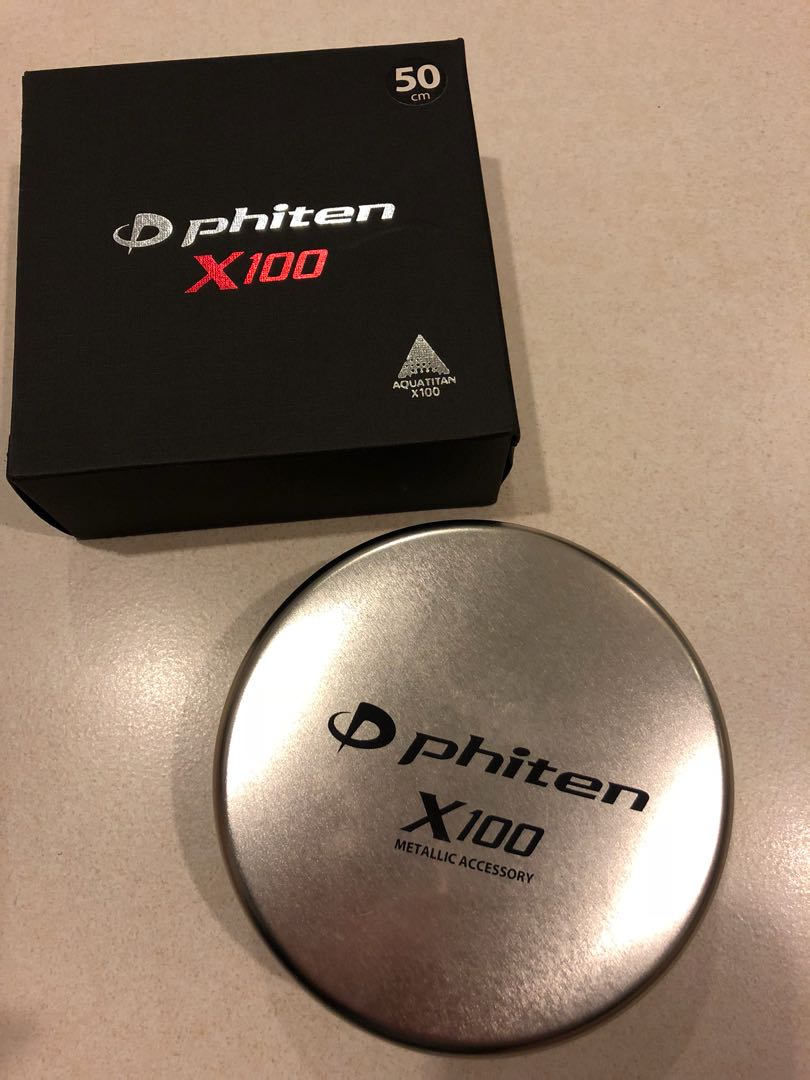 50
cm
phiten
X100
AQUATITAN
X100
phiten
X100
METALLIC ACCESSORY